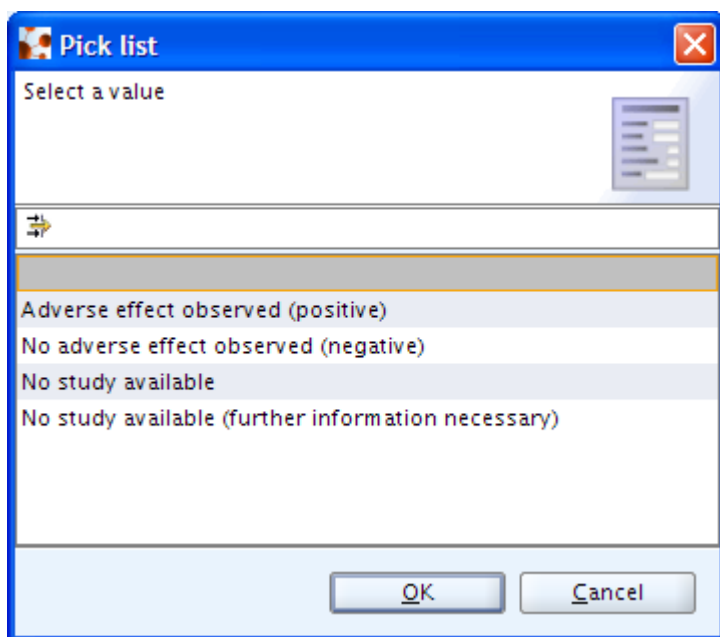 Pick list
Select a value
Adverse effect observed (positive)
No adverse effect observed (negative)
No study available
No study available (further information necessary)
OK
Cancel